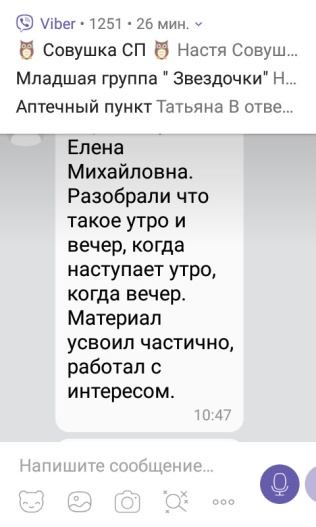 Viber • 1251 • 26 мин.
Совушка СП Настя Совуш...
Младшая группа " Звездочки" Н...
Аптечный пункт Татьяна В отве...
Елена
Михайловна.
Разобрали что
такое утро и
вечер, когда
наступает утро,
когда вечер.
Материал
усвоил частично,
работал с
интересом.
10:47
Напишите сообщение...